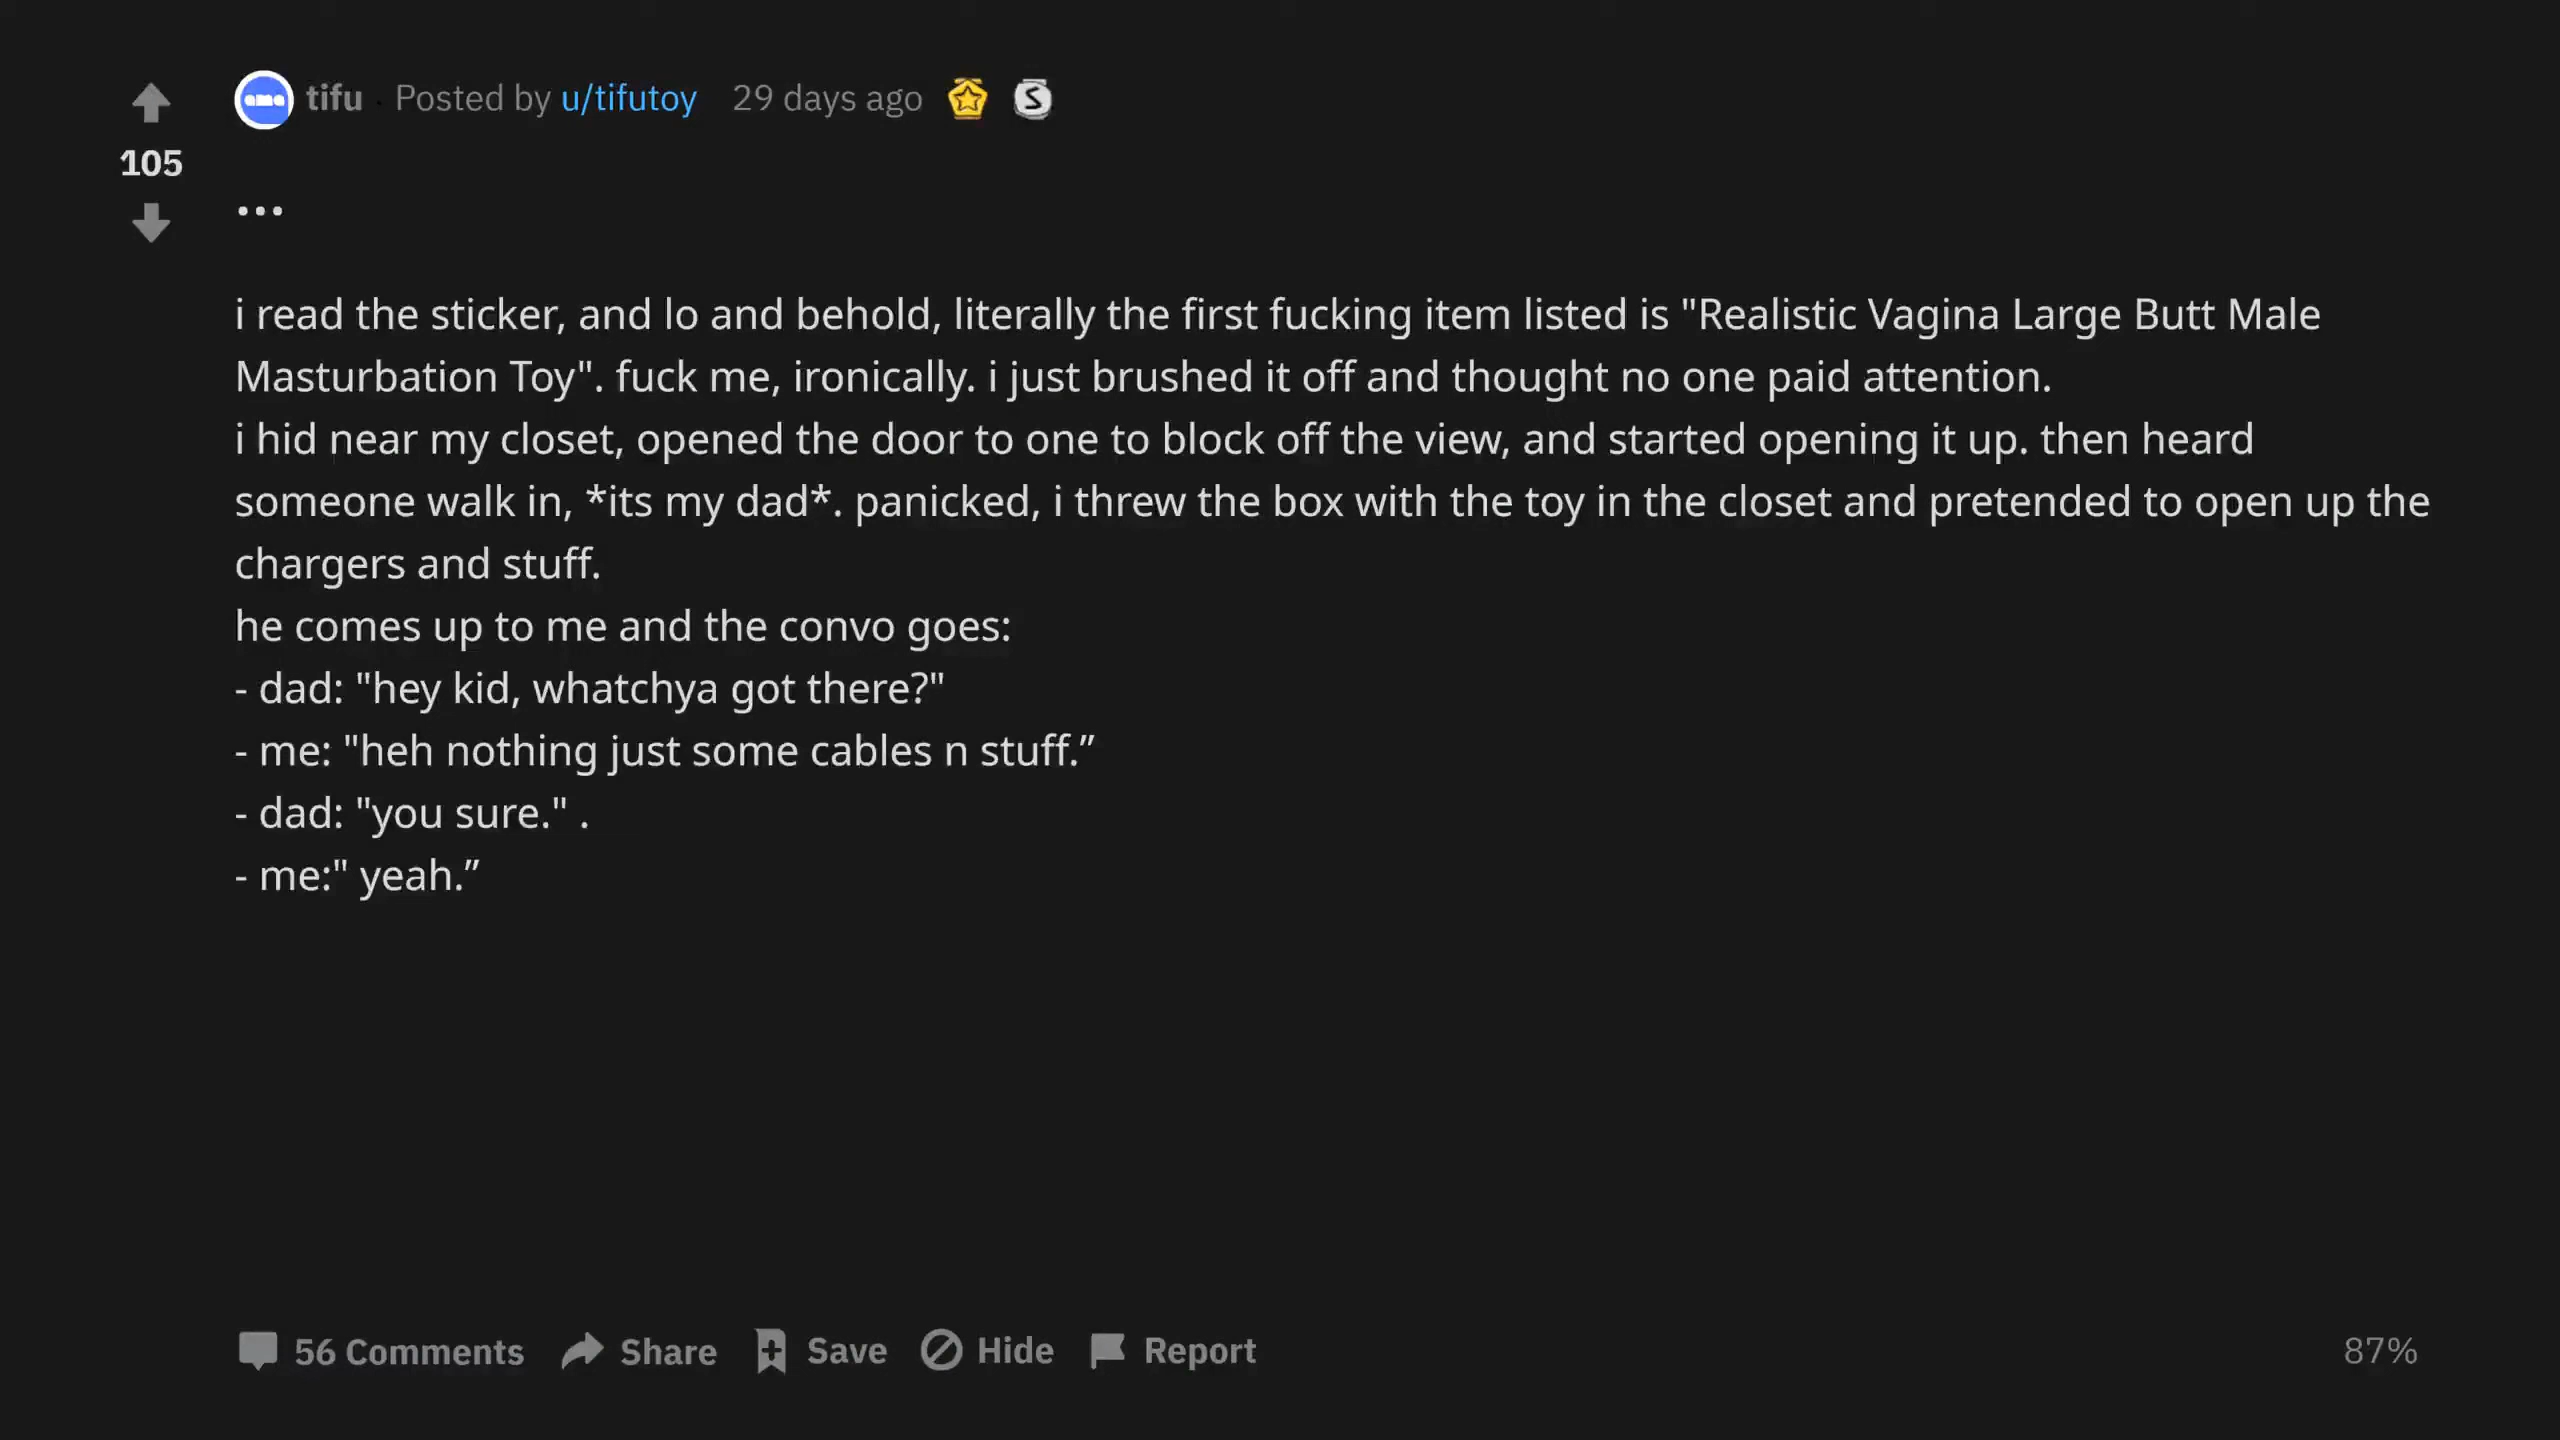 tifu · Posted by u/tifutoy 29 days ago
105
...
i read the sticker, and lo and behold, literally the first fucking item listed is "Realistic Vagina Large Butt Male
Masturbation Toy". fuck me, ironically. i just brushed it off and thought no one paid attention.
i hid near my closet, opened the door to one to block off the view, and started opening it up. then heard
someone walk in, *its my dad*. panicked, i threw the box with the toy in the closet and pretended to open up the
chargers and stuff.
he comes up to me and the convo goes:
- dad: "hey kid, whatchya got there?"
- me: "heh nothing just some cables n stuff.”
- dad: "you sure." .
- me:" yeah.”
56 Comments Share Save Hide Report 87%